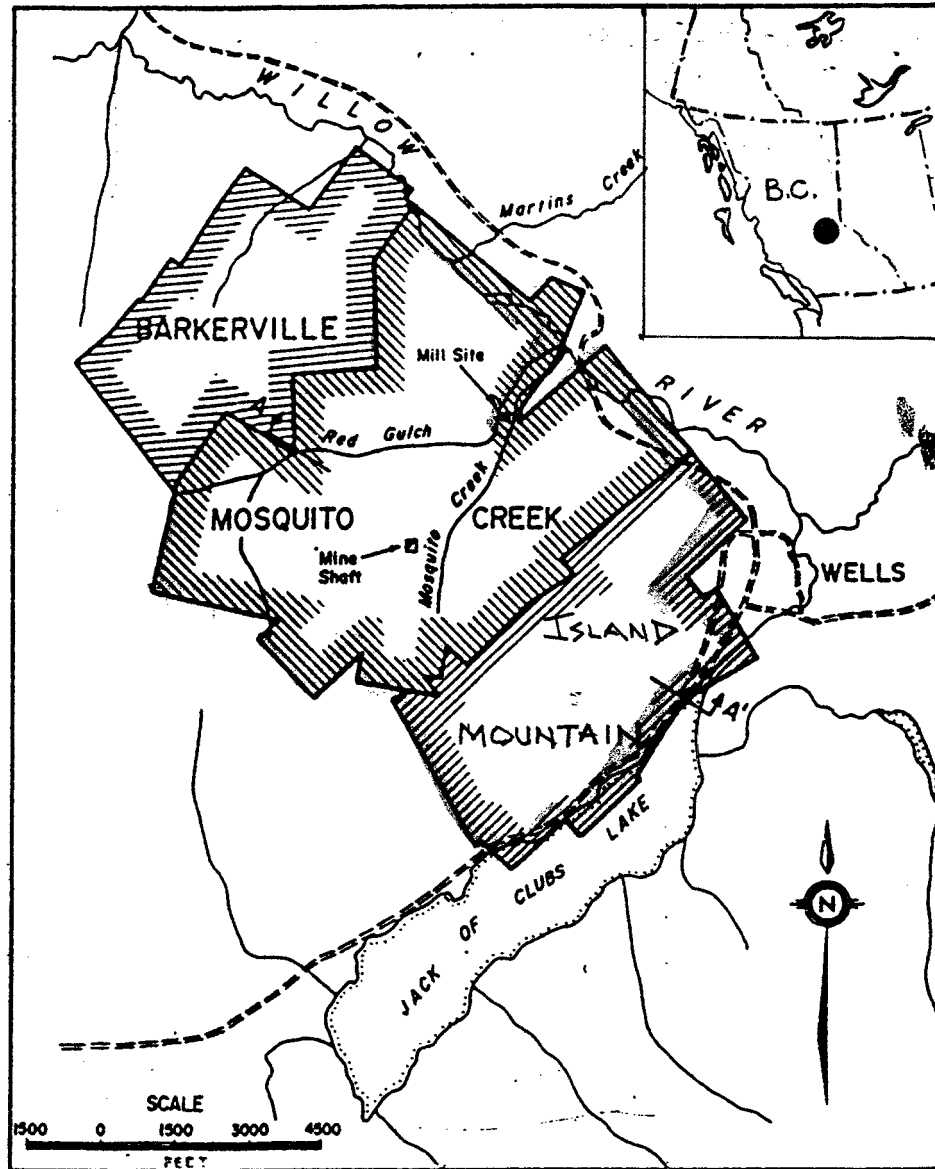 WILLOW
Martins Creek
B.C.
BARKERVILLE
Mill Site
RIVER
A
Red Gulch
Mosquito Creek
MOSQUITO CREEK
Mine
Shaft
WELLS
ISLAND
MOUNTAIN
A'
JACK OF CLUBS LAKE
N
SCALE
1500 0 1500 3000 4500
FEET